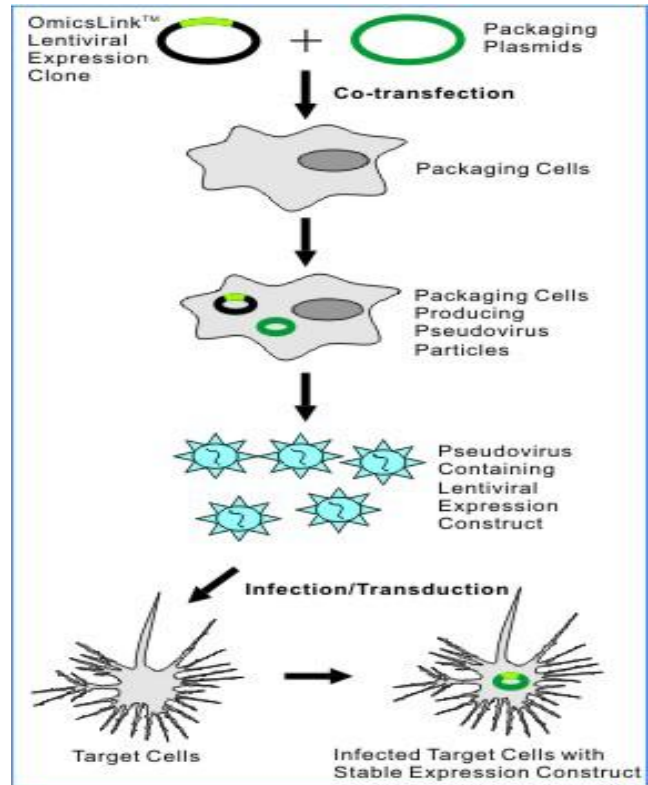 OmicsLink™
Lentiviral
Expression
Clone
+
Packaging
Plasmids
Co-transfection
Packaging Cells
Packaging Cells
Producing
Pseudovirus
Particles
Pseudovirus
Containing
Lentiviral
Expression
Construct
Infection/Transduction
Target Cells
Infected Target Cells with
Stable Expression Construct